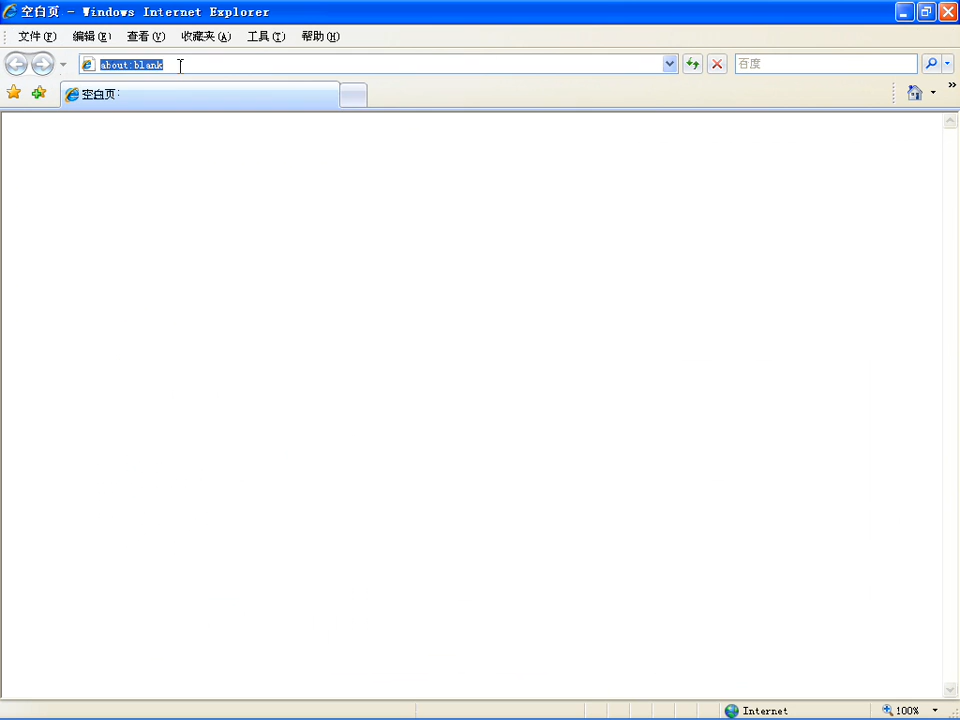 空白页 - Windows Internet Explorer
文件(F) 编辑(E) 查看(V) 收藏夹(A) 工具(T) 帮助(H)
about:blank
百度
空白页
Internet
100%